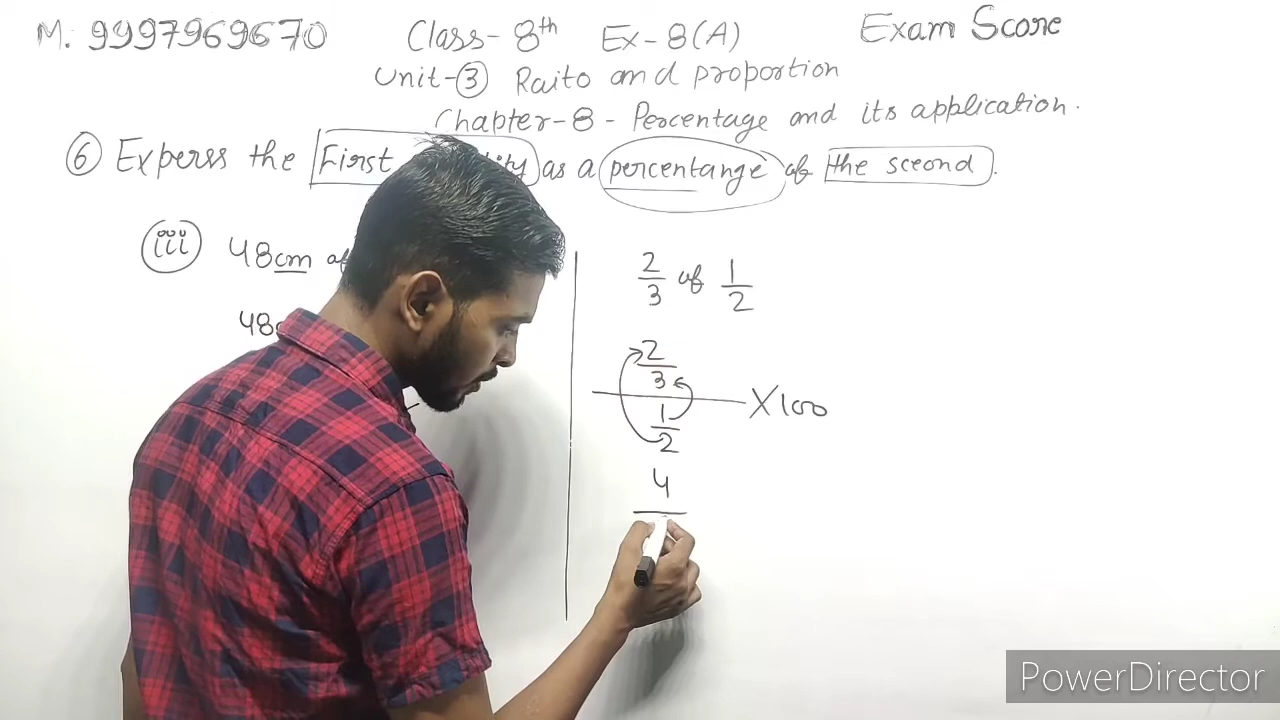 M. 9997969670 Class- 8th Ex-8(A) Exam Score
Unit-③ Raito and proportion
Chapter-8 - Percentage and its application.
⑥ Experss the First as a percentange of the sceond.
iii 48cm of
48
2/3 of 1/2
2/3
X100
1/2
4
PowerDirector